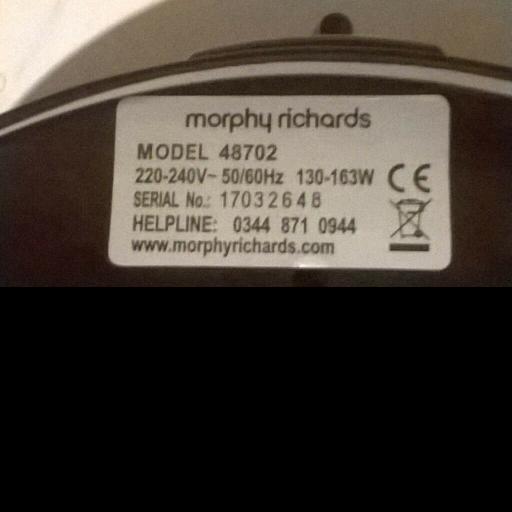 morphy richards
MODEL 48702
220-240V~ 50/60Hz 130-163W CE
SERIAL No.: 17032648
HELPLINE: 0344 871 0944
www.morphyrichards.com